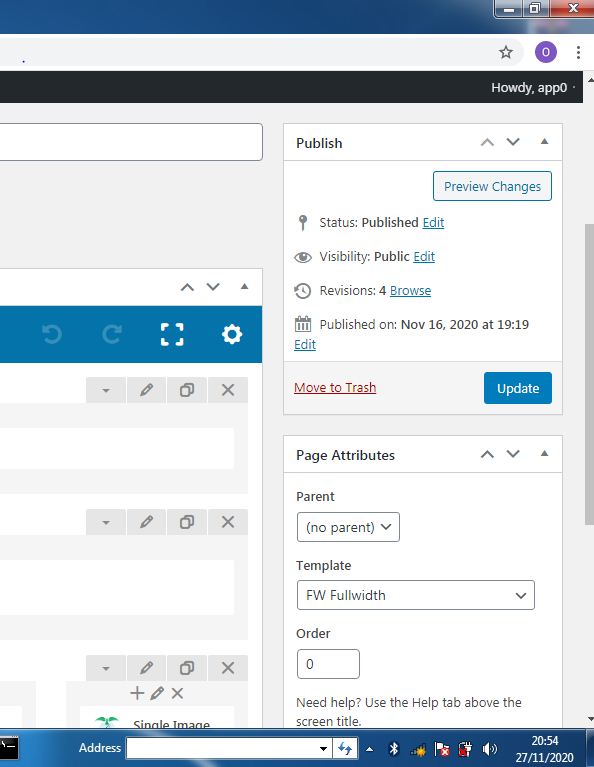 O
Howdy, app0
Publish
Preview Changes
Status: Published Edit
Visibility: Public Edit
Revisions: 4 Browse
Published on: Nov 16, 2020 at 19:19
Edit
Move to Trash
Update
Page Attributes
Parent
(no parent)
Template
FW Fullwidth
Order
0
Need help? Use the Help tab above the
screen title.
Single Image
Address
20:54
27/11/2020